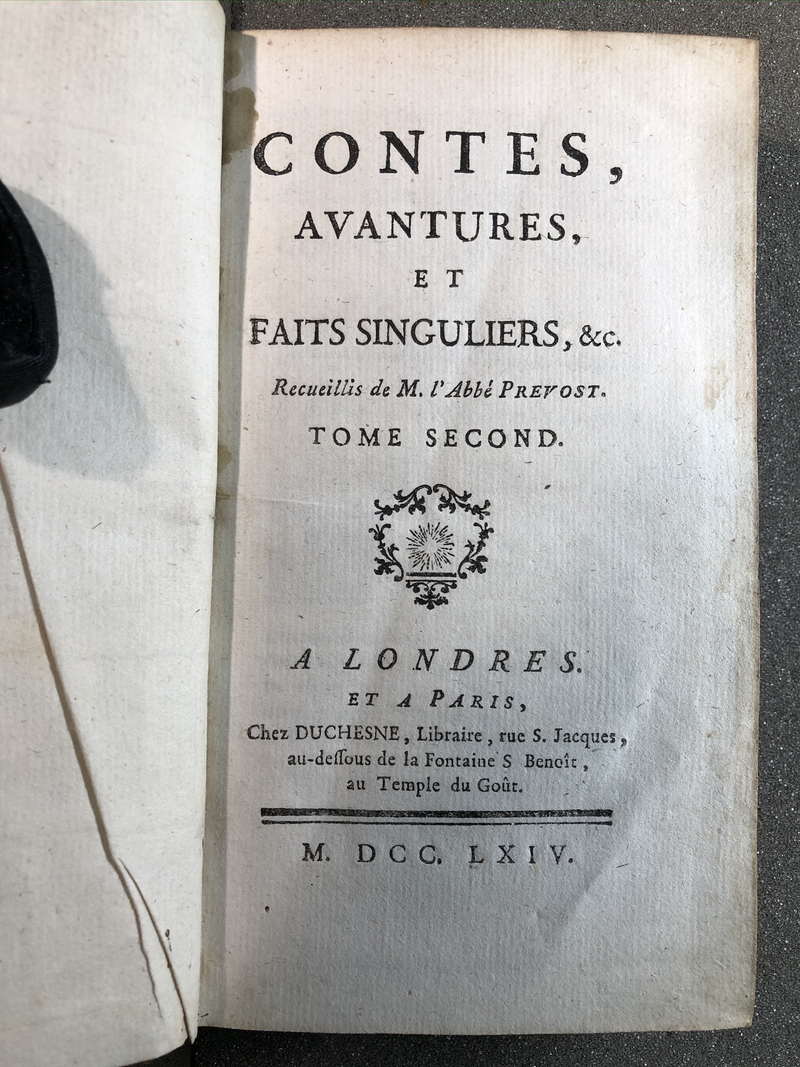 CONTES,
AVANTURES,
ET
FAITS SINGULIERS, &c.
Recueillis de M. l'Abbé PREVOST.
TOME SECOND.
A LONDRES.
ET A PARIS,
Chez DUCHESNE, Libraire, rue S. Jacques,
au-deſſous de la Fontaine S Benoît,
au Temple du Goût.
M. DCC. LXIV.